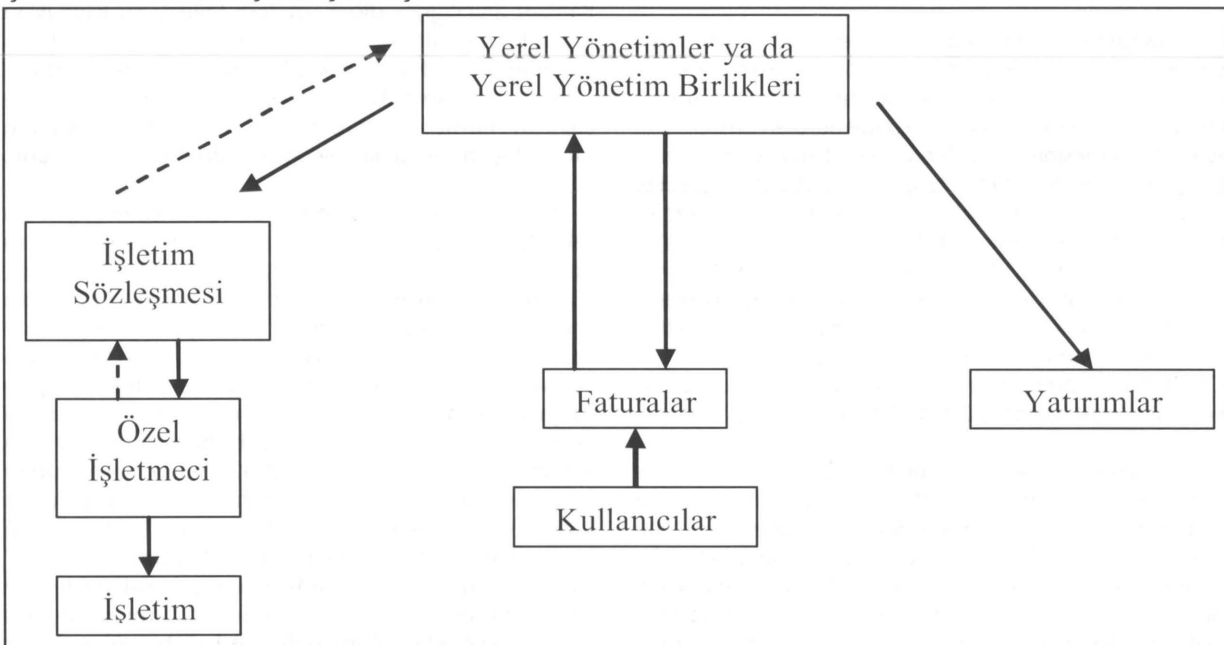 Yerel Yönetimler ya da
Yerel Yönetim Birlikleri
İşletim
Sözleşmesi
Özel
İşletmeci
İşletim
Faturalar
Kullanıcılar
Yatırımlar